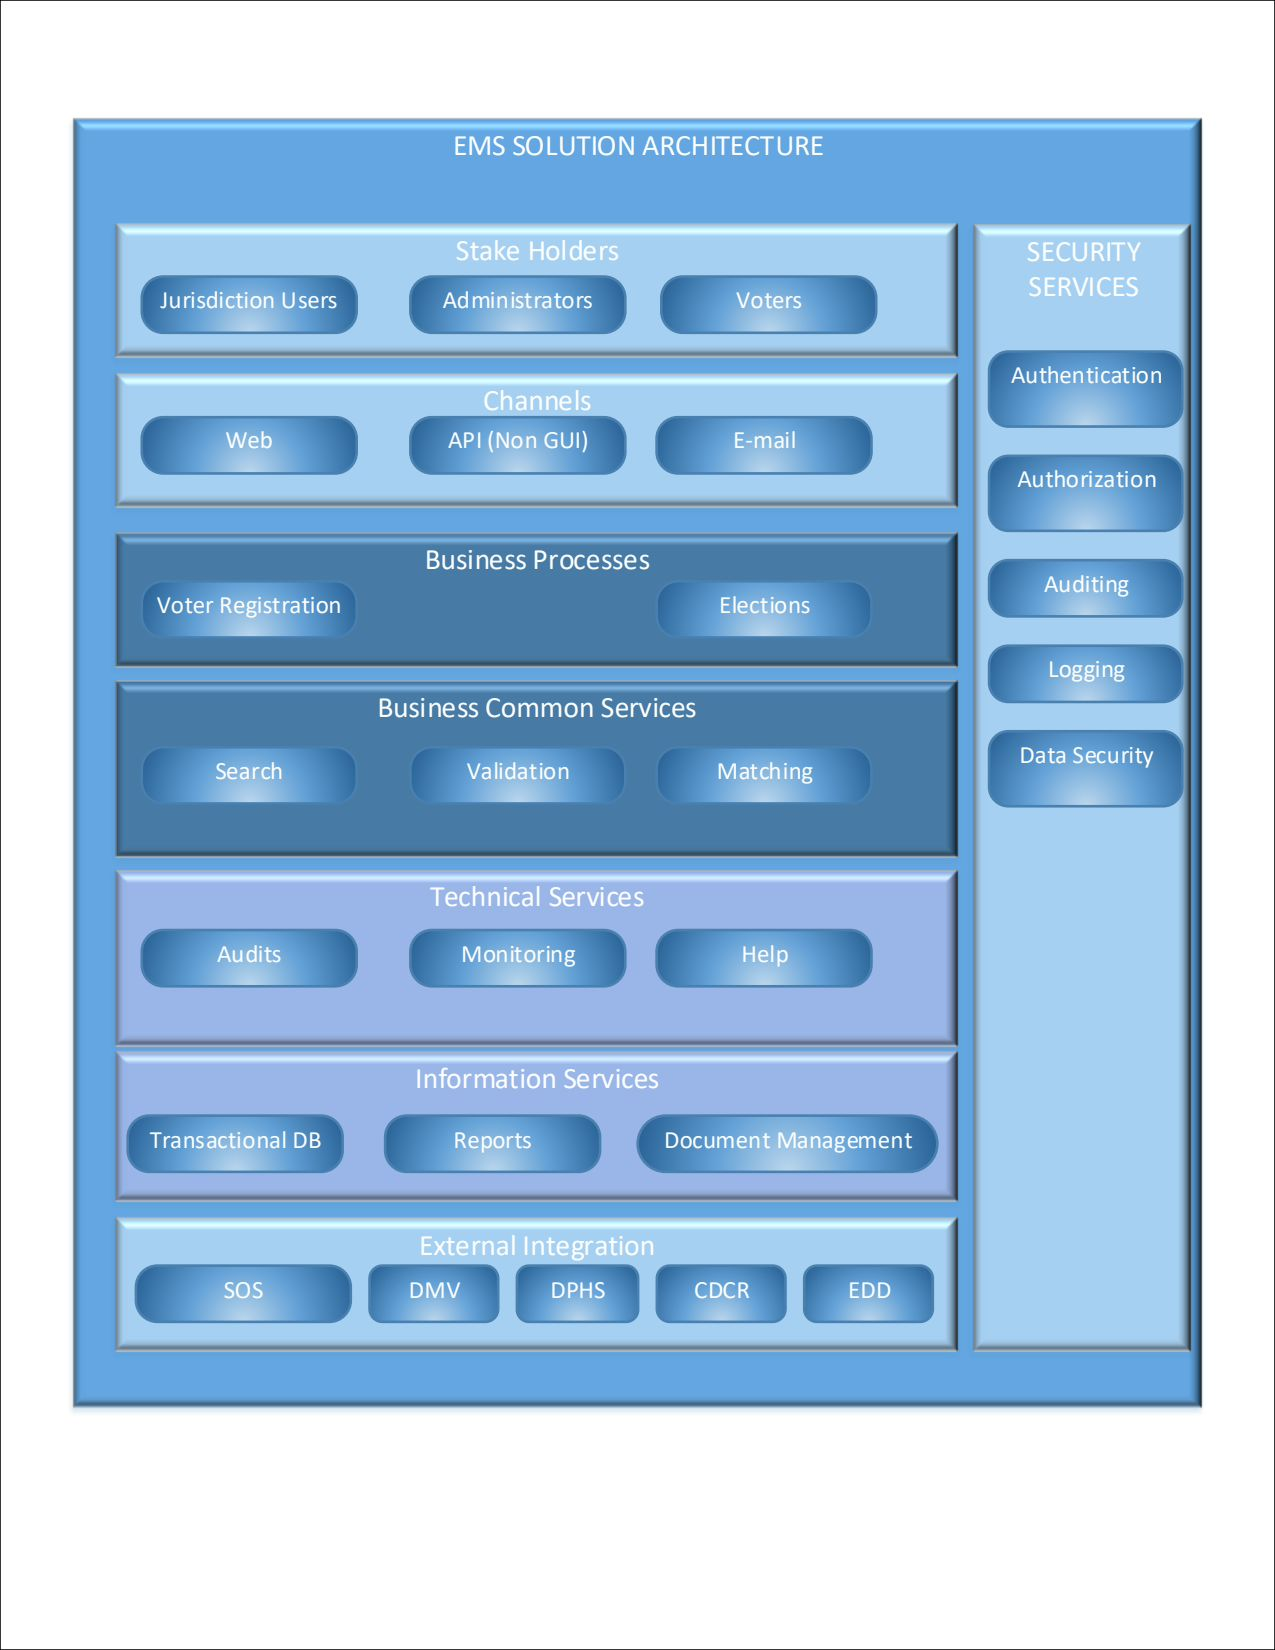 EMS SOLUTION ARCHITECTURE
Stake Holders
Jurisdiction Users
Administrators
Voters
Channels
Web
API (Non GUI)
E-mail
Business Processes
Voter Registration
Elections
Business Common Services
Search
Validation
Matching
Technical Services
Audits
Monitoring
Help
Information Services
Transactional DB
Reports
Document Management
External Integration
SOS
DMV
DPHS
CDCR
EDD
SECURITY
SERVICES
Authentication
Authorization
Auditing
Logging
Data Security